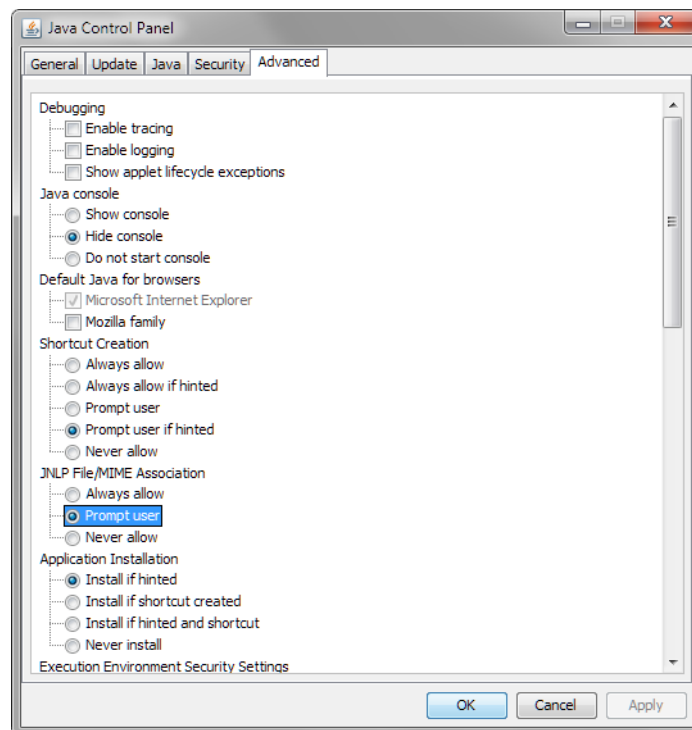 Java Control Panel
General Update Java Security Advanced
Debugging
Enable tracing
Enable logging
Show applet lifecycle exceptions
Java console
Show console
Hide console
Do not start console
Default Java for browsers
Microsoft Internet Explorer
Mozilla family
Shortcut Creation
Always allow
Always allow if hinted
Prompt user
Prompt user if hinted
Never allow
JNLP File/MIME Association
Always allow
Prompt user
Never allow
Application Installation
Install if hinted
Install if shortcut created
Install if hinted and shortcut
Never install
Execution Environment Security Settings
OK Cancel Apply